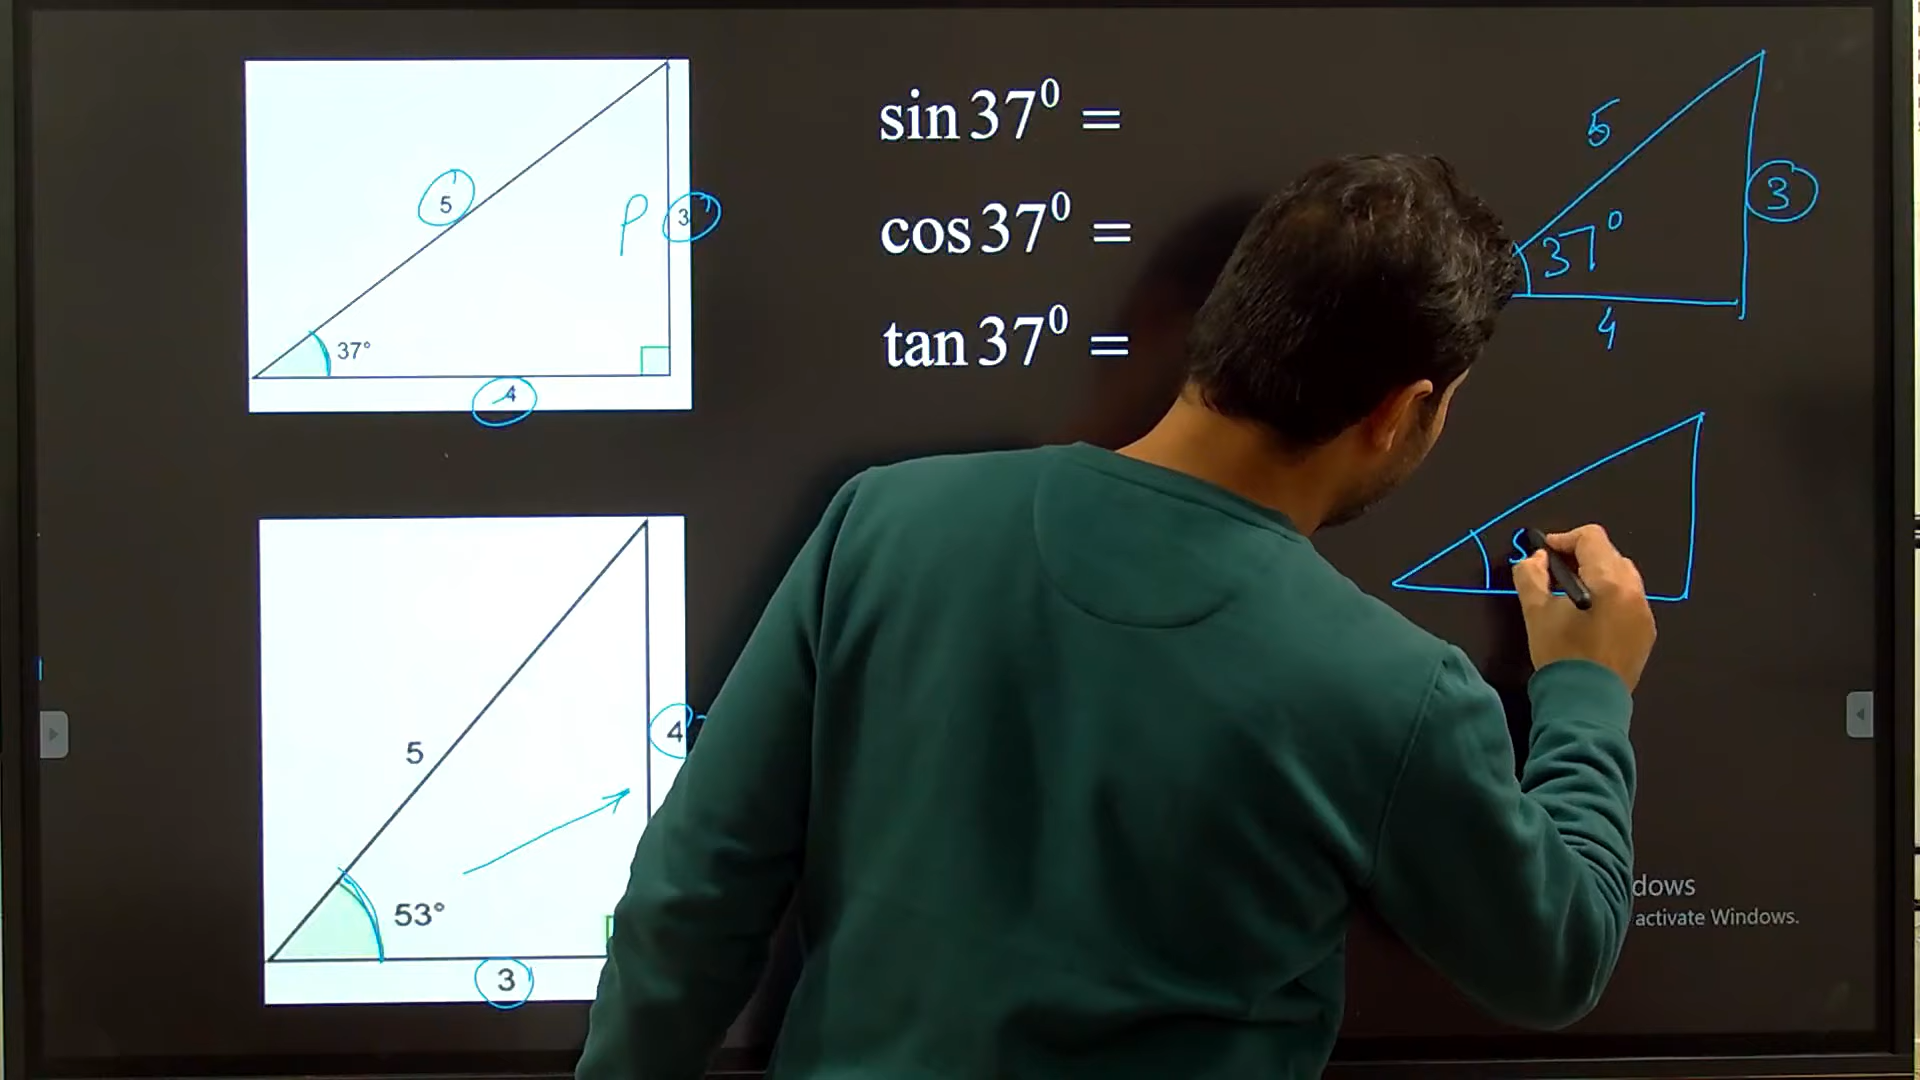 5
P
3
37°
4
5
4
53°
3
sin 37⁰ =
cos 37⁰ =
tan 37⁰ =
5
3
37⁰
4
5
dows
activate Windows.